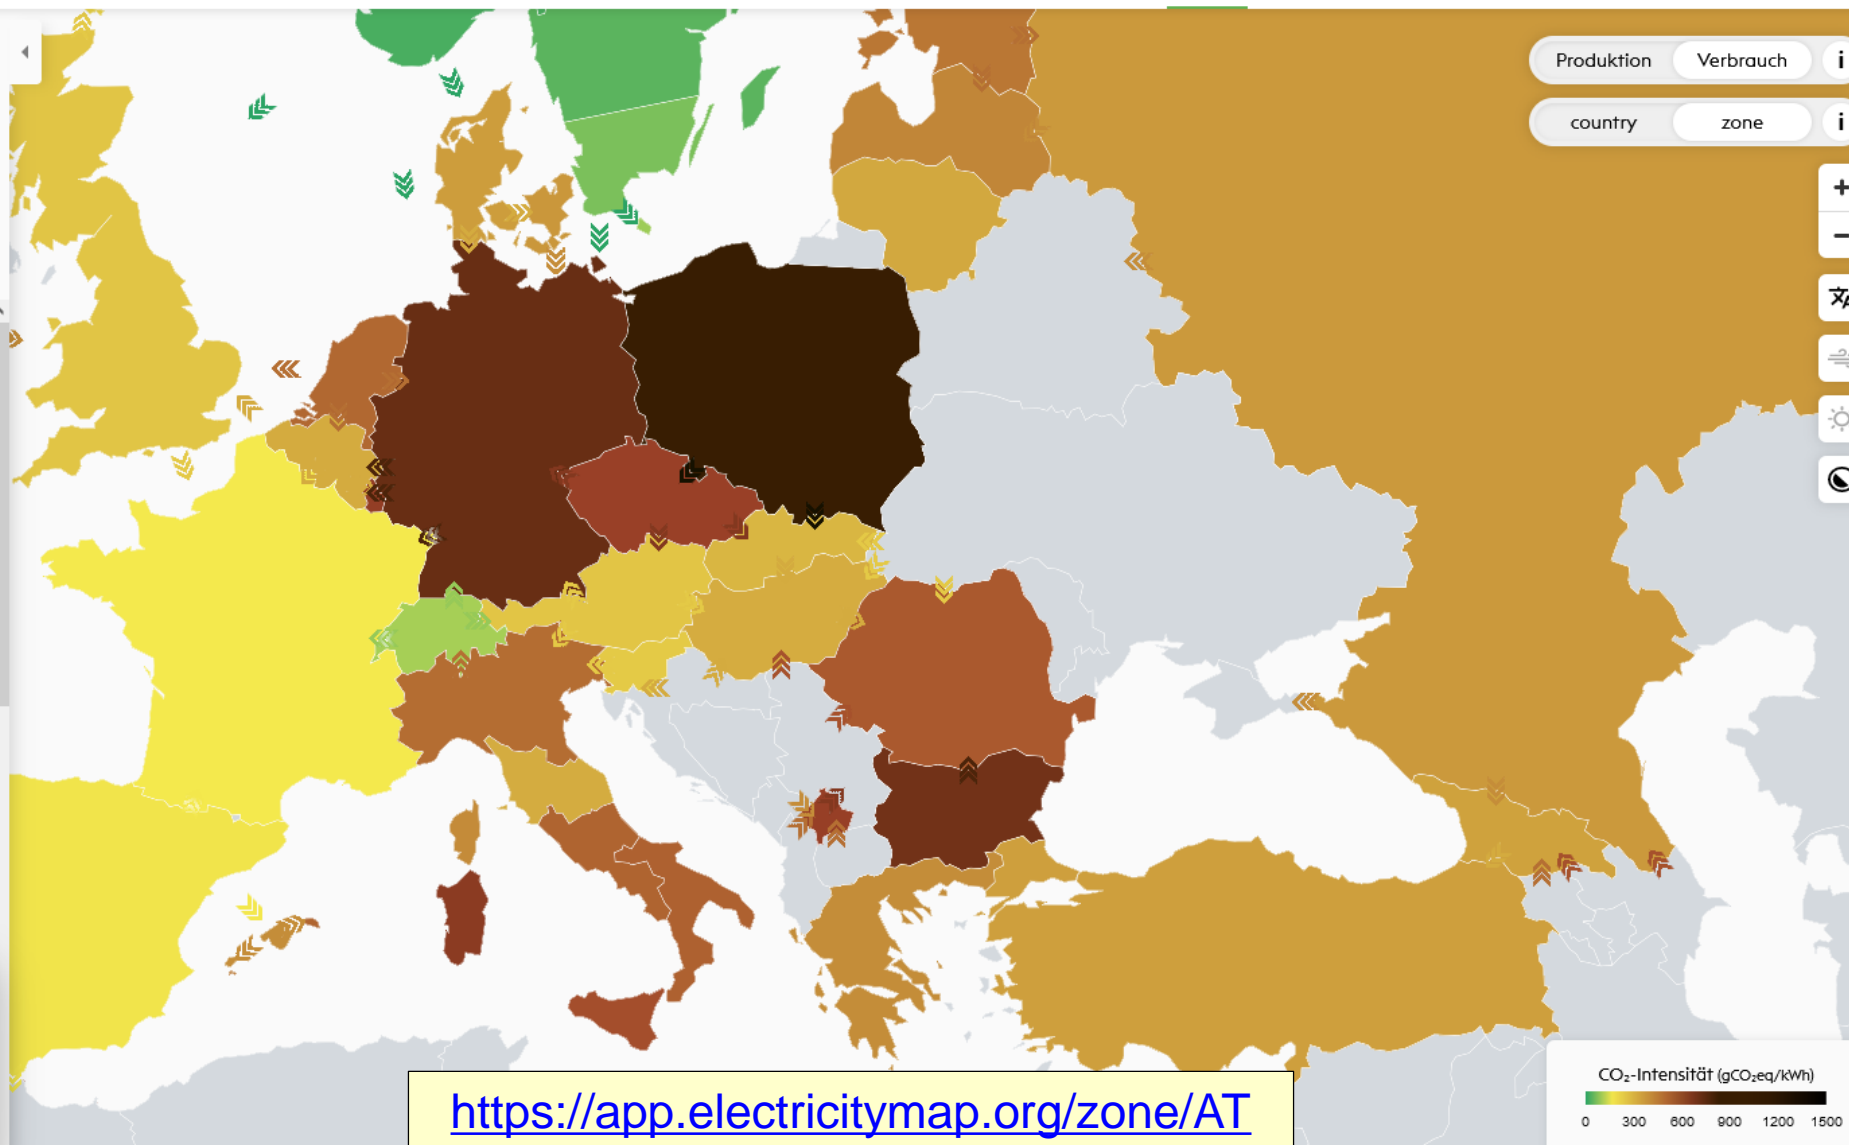 Produktion Verbrauch i
country zone i
+
−
CO₂-Intensität (gCO₂eq/kWh)
0 300 600 900 1200 1500
https://app.electricitymap.org/zone/AT